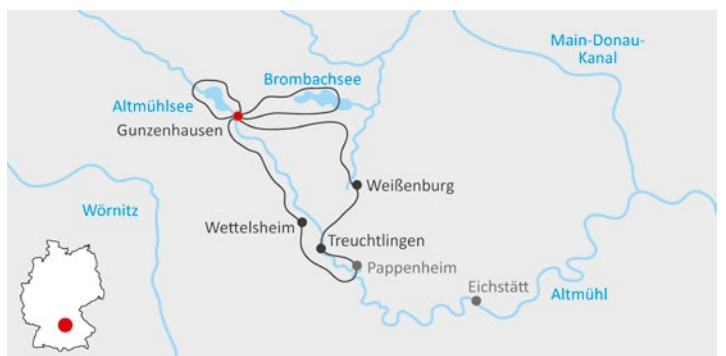 Main-Donau-
Kanal
Brombachsee
Altmühlsee
Gunzenhausen
Weißenburg
Wörnitz
Wettelsheim
Treuchtlingen
Pappenheim
Eichstätt
Altmühl